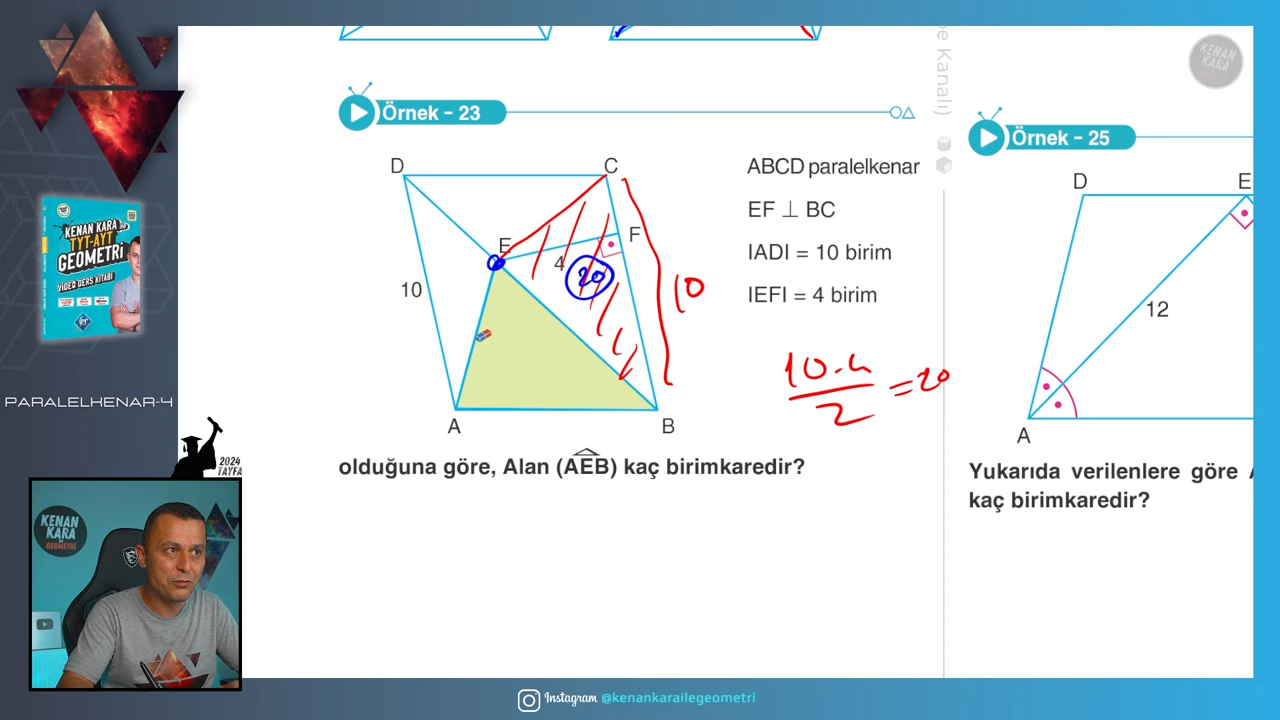 KENAN KARA
TYT-AYT
GEOMETRİ
VİDEO DERS KİTABI
PARALELKENAR-4
2024
TAYFA
KENAN
KARA
GEOMETRİ
Örnek - 23
D
C
E
F
4
20
10
10
A
B
ABCD paralelkenar
EF ⊥ BC
IADI = 10 birim
IEFI = 4 birim
10.4
2
=20
olduğuna göre, Alan (AEB) kaç birimkaredir?
e Kanalı)
KENAN
KARA
Örnek - 25
D
E
12
A
Yukarıda verilenlere göre
kaç birimkaredir?
Instagram @kenankarailegeometri